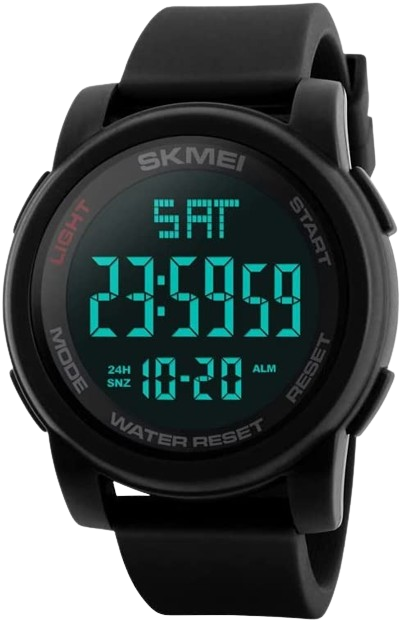 SKMEI
LIGHT
START
SAT
23:59 59
24H
SNZ
10-20
ALM
MODE
RESET
WATER RESET